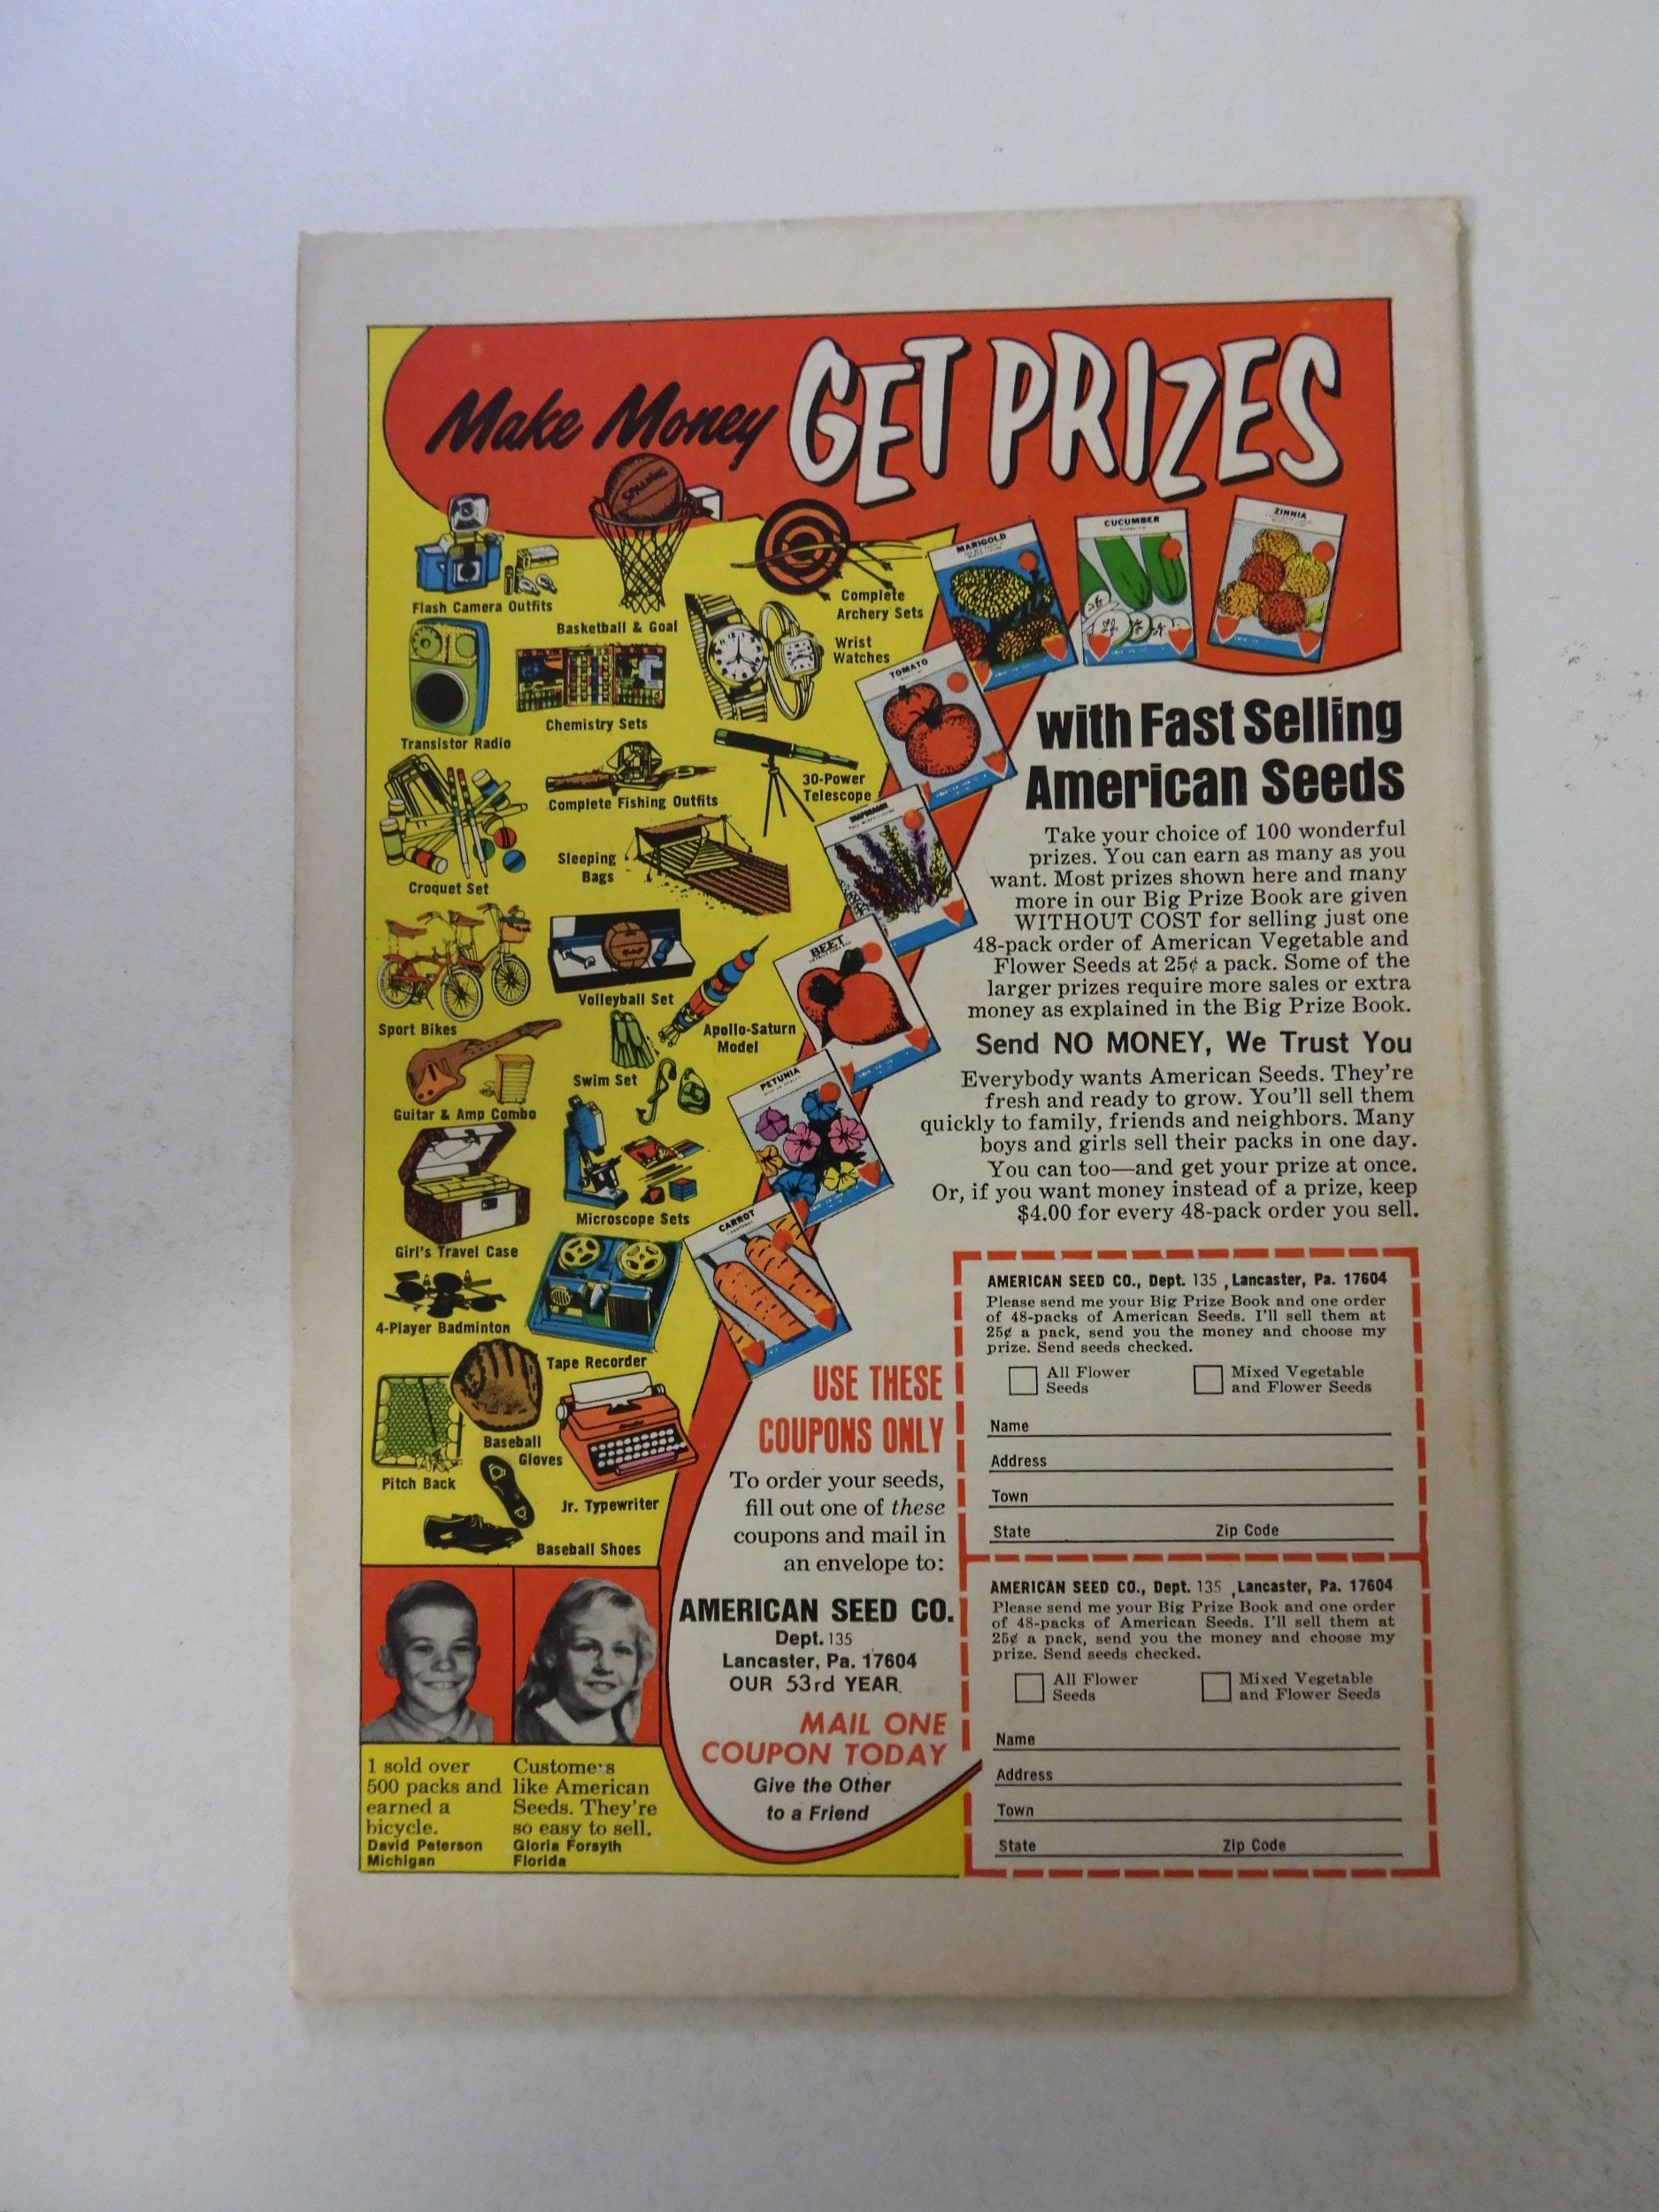 Make Money GET PRIZES
SPALDING
Flash Camera Outfits
Basketball & Goal
Complete
Archery Sets
Wrist
Watches
Transistor Radio
Chemistry Sets
Complete Fishing Outfits
30-Power
Telescope
Croquet Set
Sleeping
Bags
Sport Bikes
Volleyball Set
Apollo-Saturn
Model
Guitar & Amp Combo
Swim Set
Girl's Travel Case
Microscope Sets
4-Player Badminton
Tape Recorder
Pitch Back
Baseball
Gloves
Jr. Typewriter
Baseball Shoes
MARIGOLD
CUCUMBER
ZINNIA
TOMATO
SNAPDRAGON
BEET
PETUNIA
CARROT
with Fast Selling
American Seeds
Take your choice of 100 wonderful
prizes. You can earn as many as you
want. Most prizes shown here and many
more in our Big Prize Book are given
WITHOUT COST for selling just one
48-pack order of American Vegetable and
Flower Seeds at 25¢ a pack. Some of the
larger prizes require more sales or extra
money as explained in the Big Prize Book.
Send NO MONEY, We Trust You
Everybody wants American Seeds. They're
fresh and ready to grow. You'll sell them
quickly to family, friends and neighbors. Many
boys and girls sell their packs in one day.
You can too—and get your prize at once.
Or, if you want money instead of a prize, keep
$4.00 for every 48-pack order you sell.
USE THESE
COUPONS ONLY
To order your seeds,
fill out one of these
coupons and mail in
an envelope to:
AMERICAN SEED CO.
Dept. 135
Lancaster, Pa. 17604
OUR 53rd YEAR
MAIL ONE
COUPON TODAY
Give the Other
to a Friend
AMERICAN SEED CO., Dept. 135 , Lancaster, Pa. 17604
Please send me your Big Prize Book and one order
of 48-packs of American Seeds. I'll sell them at
25¢ a pack, send you the money and choose my
prize. Send seeds checked.
All Flower
Seeds
Mixed Vegetable
and Flower Seeds
Name
Address
Town
State Zip Code
AMERICAN SEED CO., Dept. 135 , Lancaster, Pa. 17604
Please send me your Big Prize Book and one order
of 48-packs of American Seeds. I'll sell them at
25¢ a pack, send you the money and choose my
prize. Send seeds checked.
All Flower
Seeds
Mixed Vegetable
and Flower Seeds
Name
Address
Town
State Zip Code
I sold over
500 packs and
earned a
bicycle.
David Peterson
Michigan
Customers
like American
Seeds. They're
so easy to sell.
Gloria Forsyth
Florida